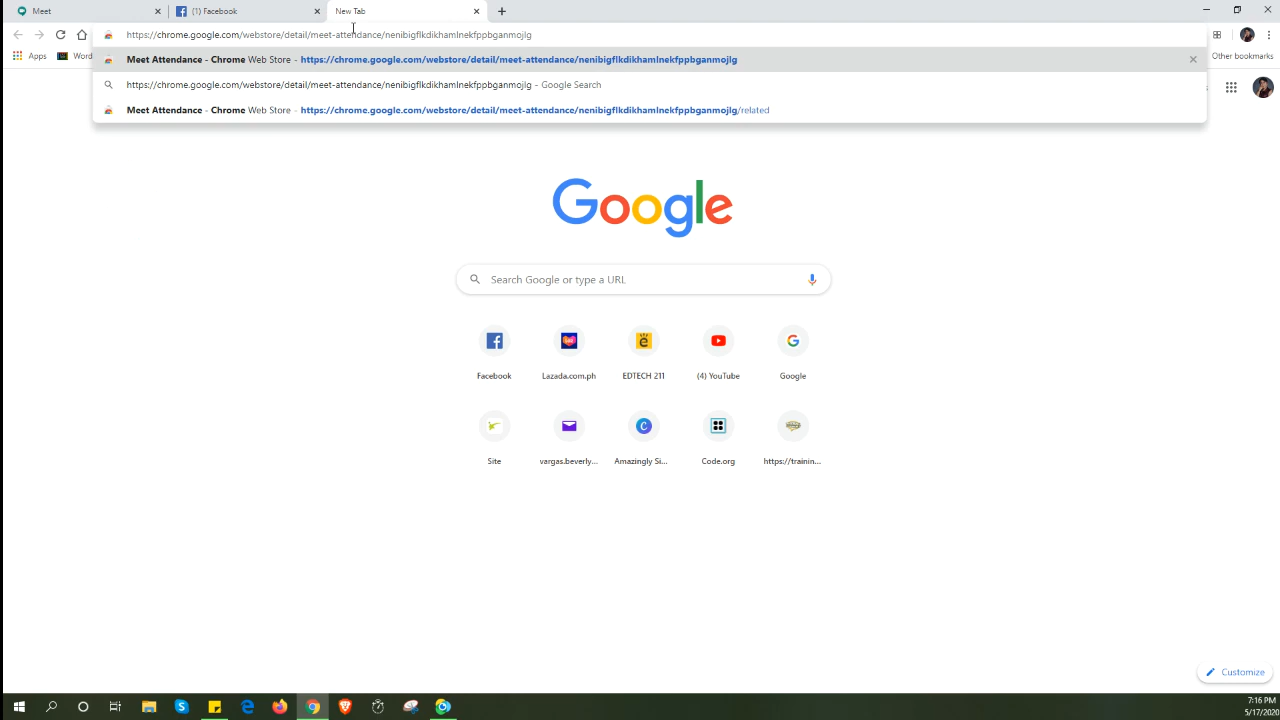 Meet
(1) Facebook
New Tab
https://chrome.google.com/webstore/detail/meet-attendance/nenibigflkdikhamlnekfppbganmojlg
Apps
Word
Meet Attendance - Chrome Web Store - https://chrome.google.com/webstore/detail/meet-attendance/nenibigflkdikhamlnekfppbganmojlg
Other bookmarks
https://chrome.google.com/webstore/detail/meet-attendance/nenibigflkdikhamlnekfppbganmojlg - Google Search
Meet Attendance - Chrome Web Store - https://chrome.google.com/webstore/detail/meet-attendance/nenibigflkdikhamlnekfppbganmojlg/related
Google
Search Google or type a URL
Facebook
Lazada.com.ph
EDTECH 211
(4) YouTube
Google
Site
vargas.beverly...
Amazingly Si...
Code.org
https://trainin...
Customize
7:16 PM
5/17/2020